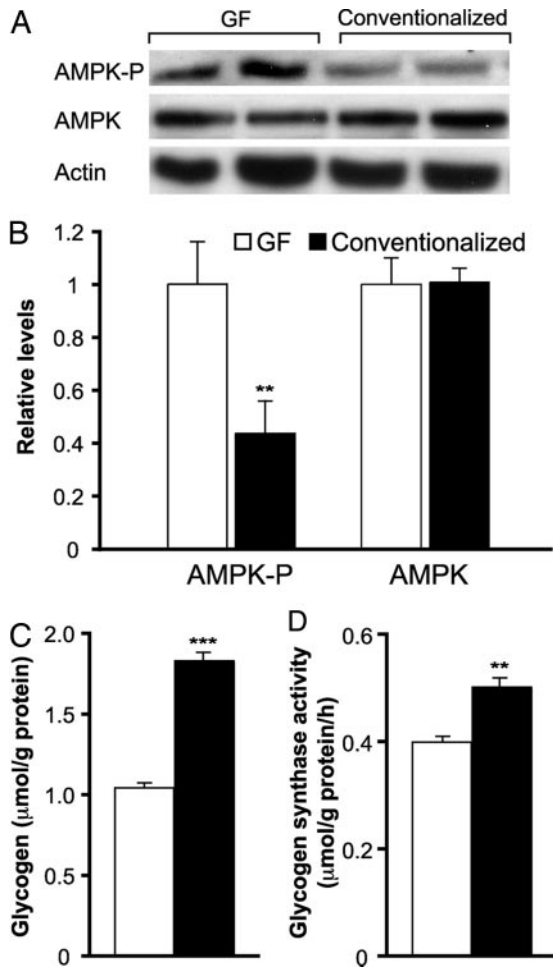 A
GF
Conventionalized
AMPK-P
AMPK
Actin
B
1.2
1
0.8
0.6
0.4
0.2
0
Relative levels
GF
Conventionalized
**
AMPK-P
AMPK
C
2.0
1.5
1.0
0.5
0
Glycogen (μmol/g protein)
***
D
0.6
0.4
0.2
0
Glycogen synthase activity
(μmol/g protein/h)
**